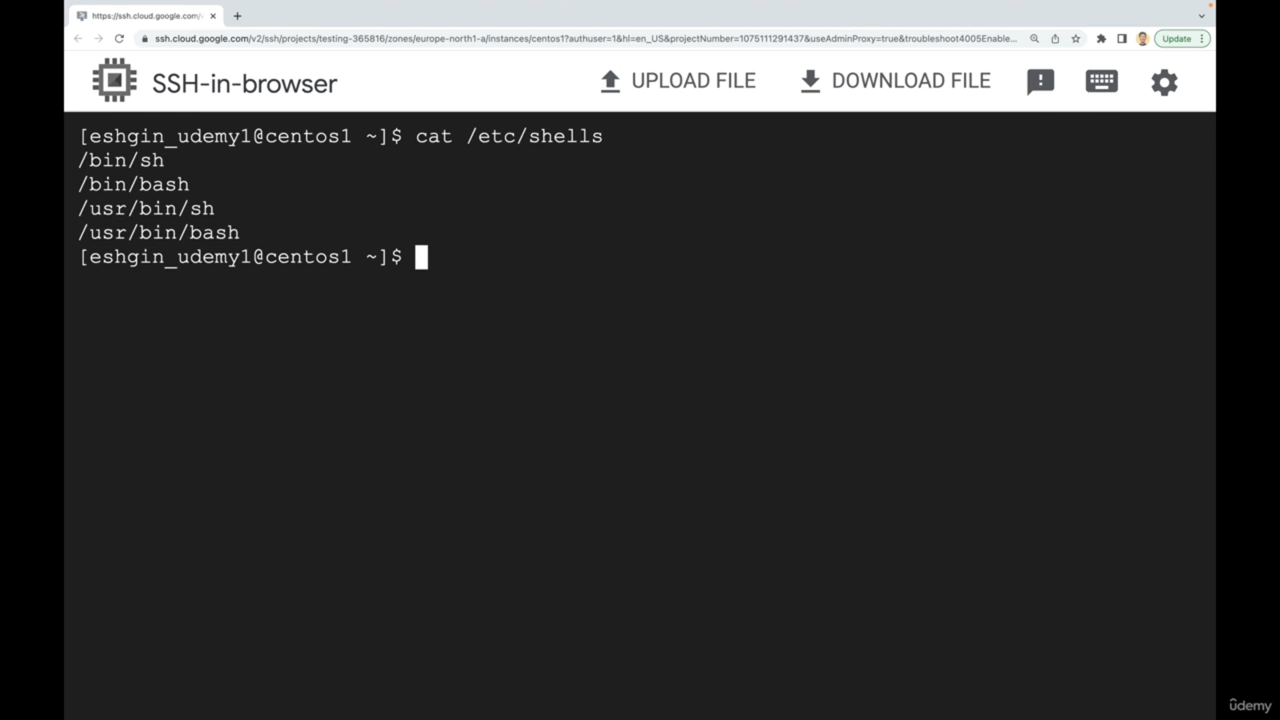 https://ssh.cloud.google.com/v
ssh.cloud.google.com/v2/ssh/projects/testing-365816/zones/europe-north1-a/instances/centos1?authuser=1&hl=en_US&projectNumber=1075111291437&useAdminProxy=true&troubleshoot4005Enable... Update
SSH-in-browser UPLOAD FILE DOWNLOAD FILE
[eshgin_udemy1@centos1 ~]$ cat /etc/shells
/bin/sh
/bin/bash
/usr/bin/sh
/usr/bin/bash
[eshgin_udemy1@centos1 ~]$
ûdemy